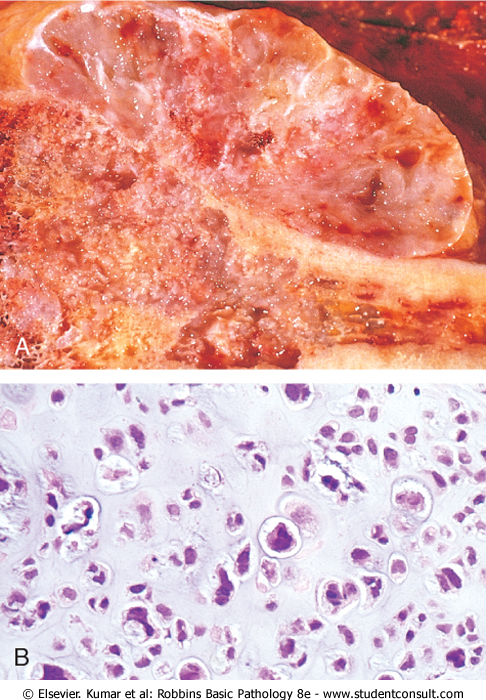 A
B
© Elsevier. Kumar et al: Robbins Basic Pathology 8e - www.studentconsult.com